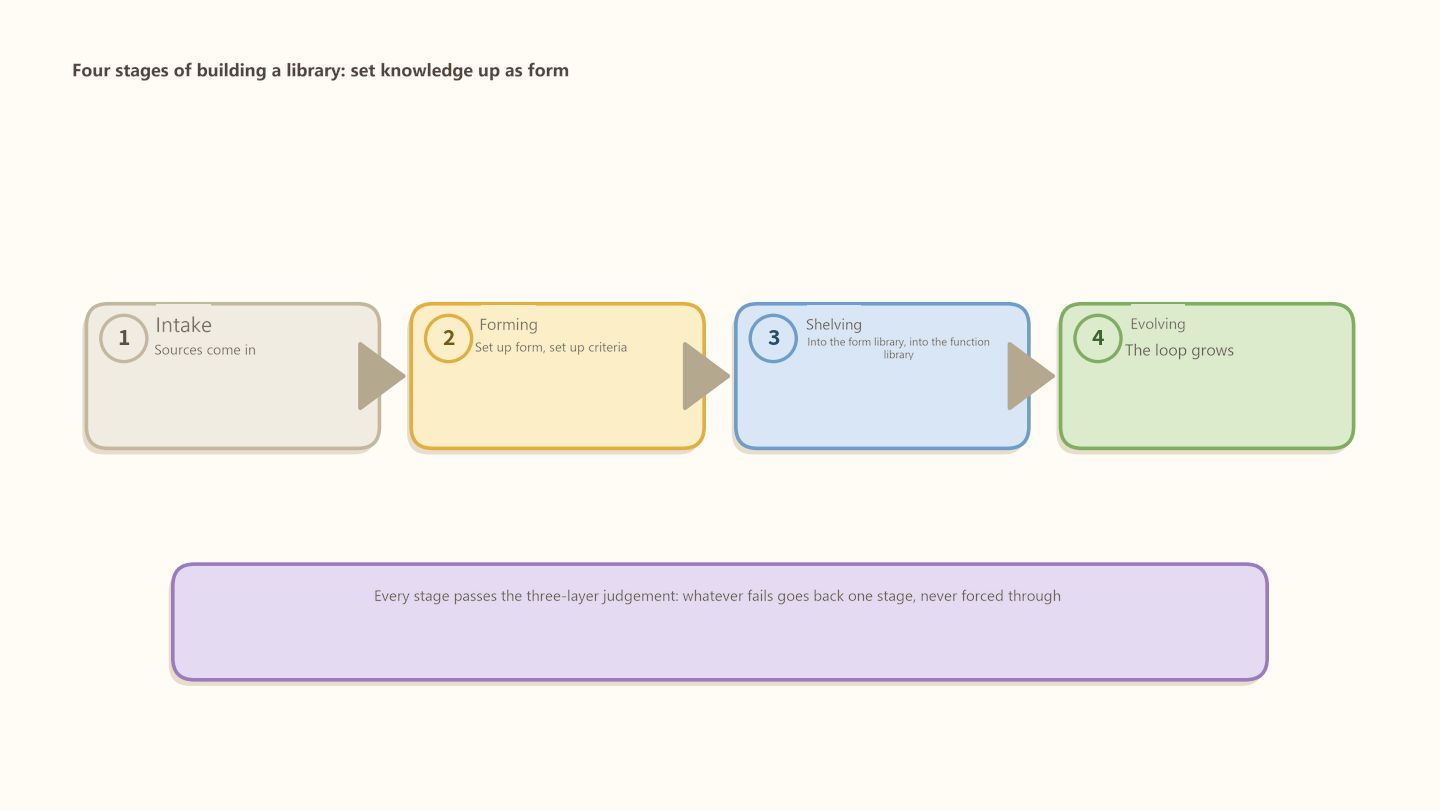 Four stages of building a library: set knowledge up as form
1
Intake
Sources come in
2
Forming
Set up form, set up criteria
3
Shelving
Into the form library, into the function
library
4
Evolving
The loop grows
Every stage passes the three-layer judgement: whatever fails goes back one stage, never forced through